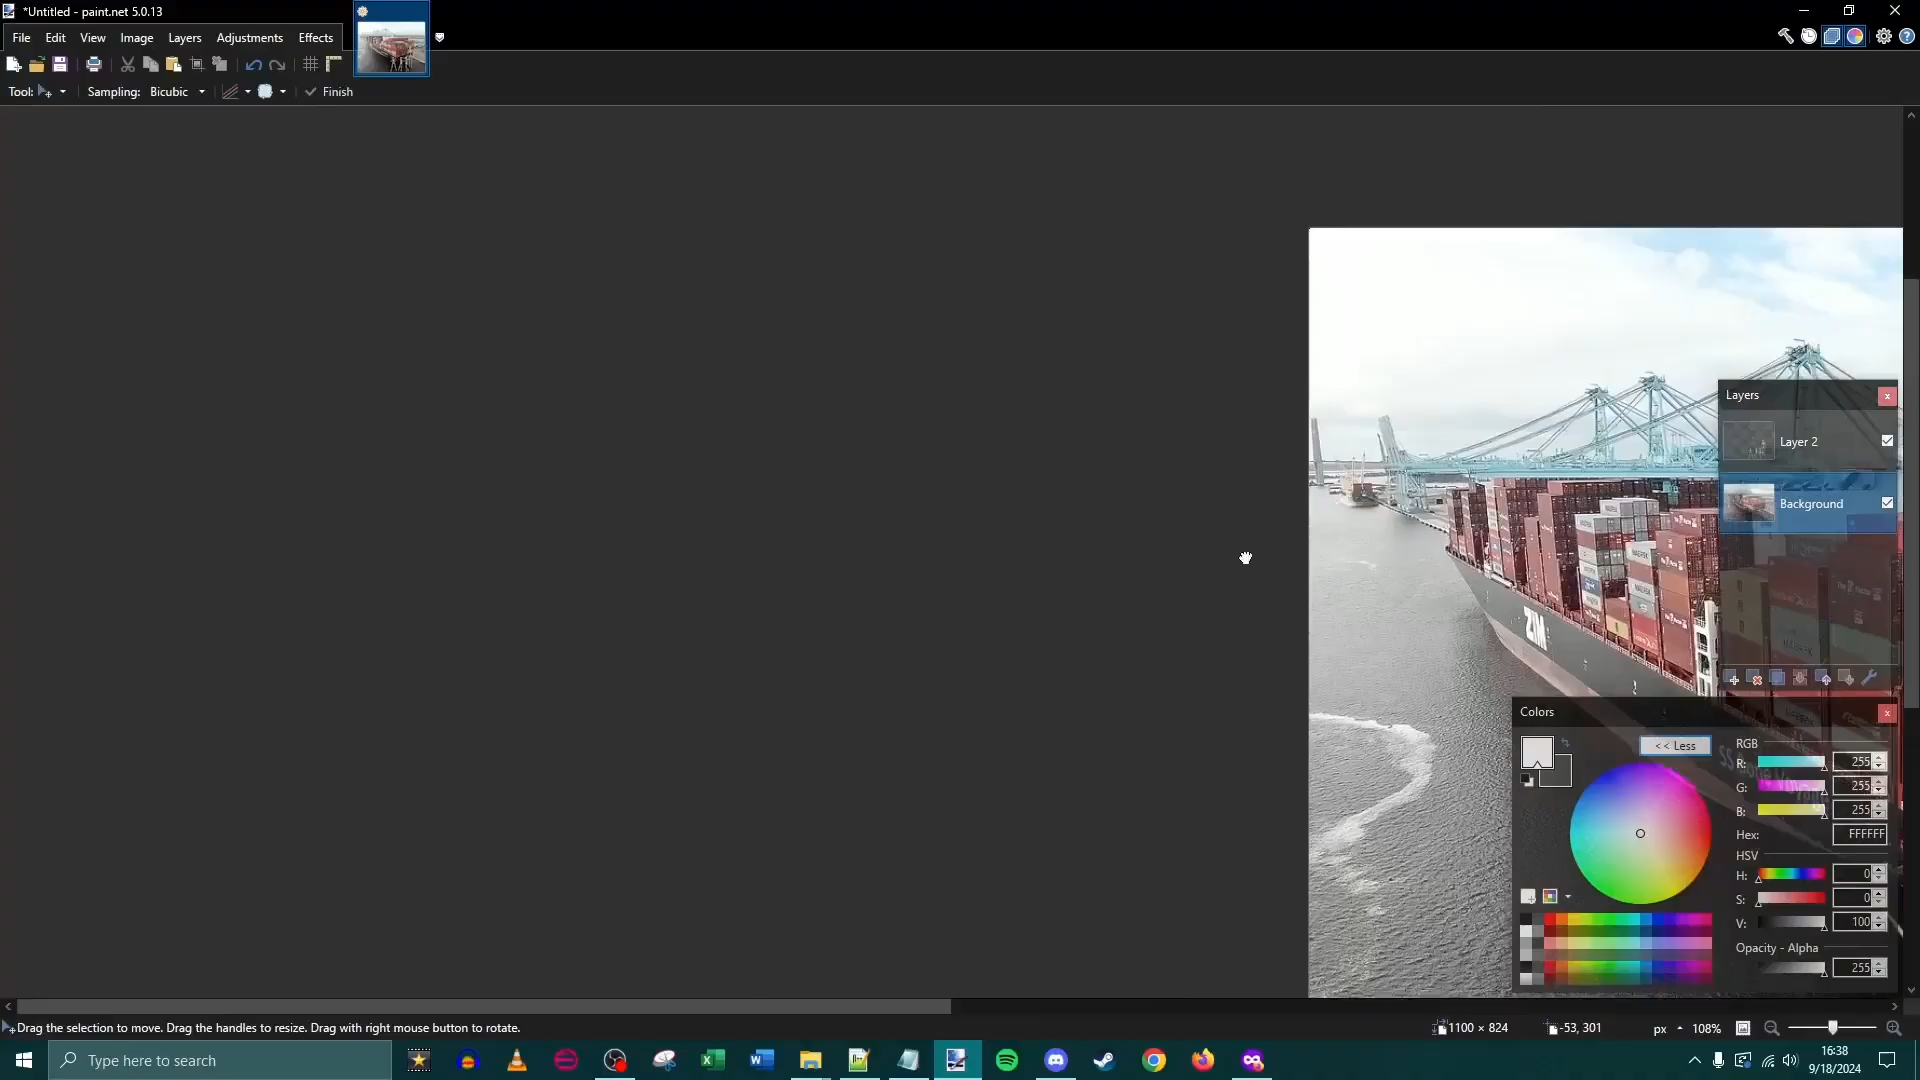 *Untitled - paint.net 5.0.13
File Edit View Image Layers Adjustments Effects
Tool: Sampling: Bicubic Finish
Layers
Layer 2
Background
ZIM
Colors
<< Less
RGB
R: 255
G: 255
B: 255
Hex: FFFFFF
HSV
H: 0
S: 0
V: 100
Opacity - Alpha
255
Drag the selection to move. Drag the handles to resize. Drag with right mouse button to rotate.
1100 × 824
-53, 301
px
108%
Type here to search
16:38
9/18/2024